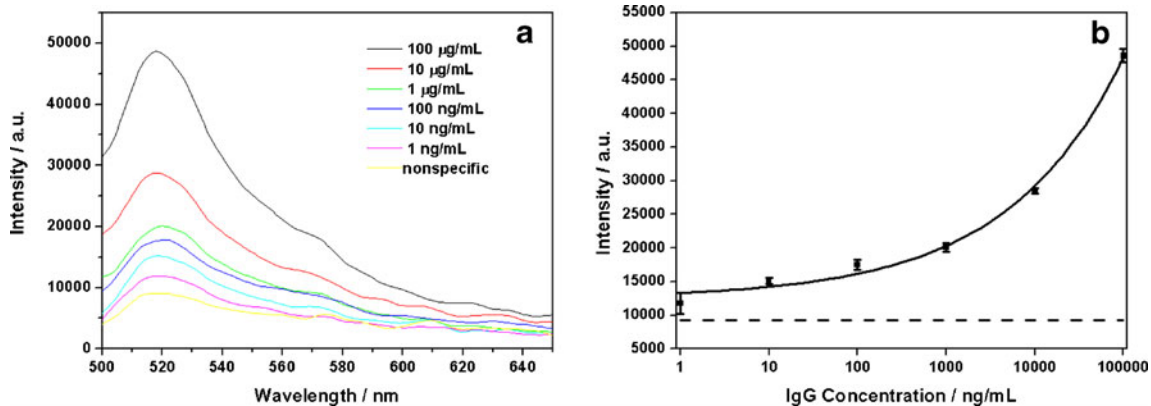 a
50000
40000
30000
20000
10000
0
Intensity / a.u.
100 μg/mL
10 μg/mL
1 μg/mL
100 ng/mL
10 ng/mL
1 ng/mL
nonspecific
500 520 540 560 580 600 620 640
Wavelength / nm
b
55000
50000
45000
40000
35000
30000
25000
20000
15000
10000
5000
Intensity / a.u.
1 10 100 1000 10000 100000
IgG Concentration / ng/mL